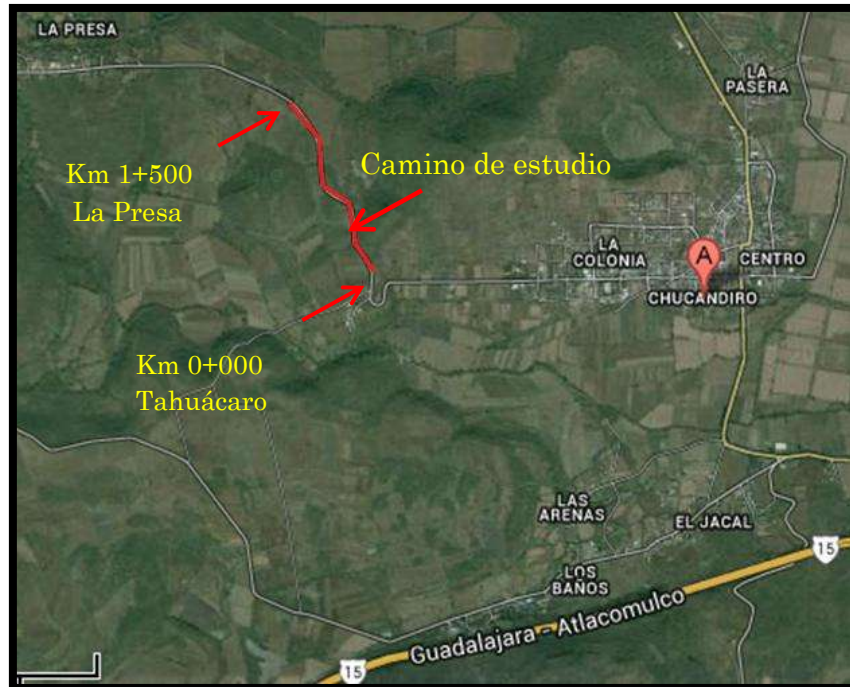 LA PRESA
LA
PASERA
Km 1+500
La Presa
Camino de estudio
LA
COLONIA
A
CENTRO
CHUCANDIRO
Km 0+000
Tahuácaro
LAS
ARENAS
EL JACAL
15
LOS
BAÑOS
Guadalajara - Atlacomulco
15